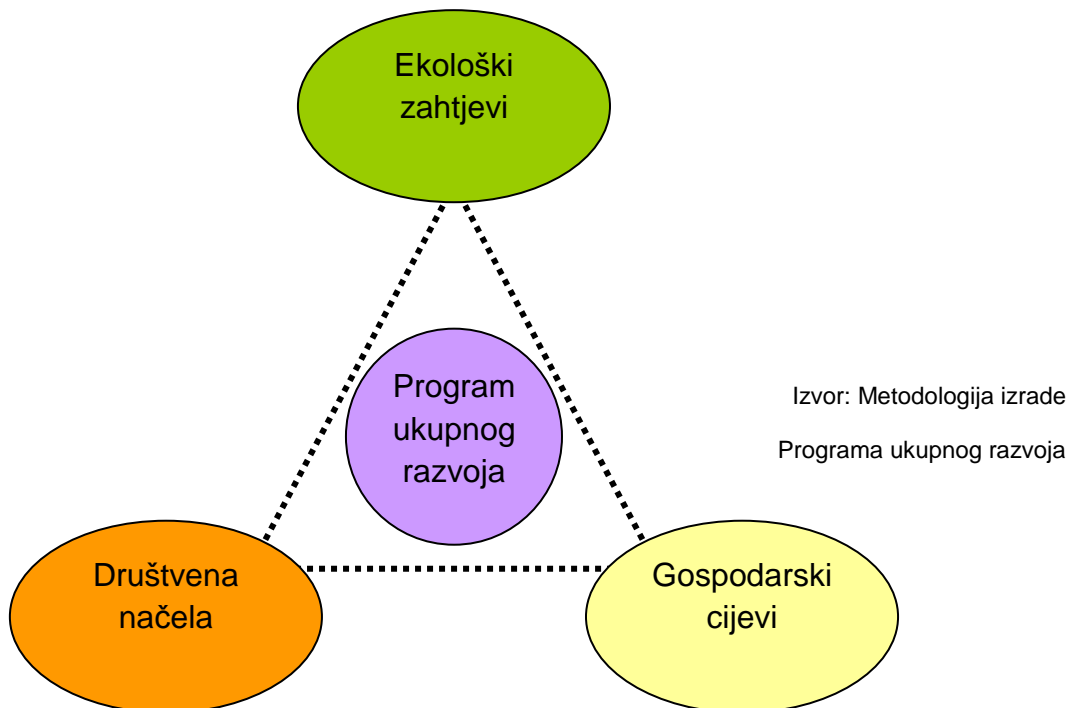 Ekološki
zahtjevi
Program
ukupnog
razvoja
Izvor: Metodologija izrade
Programa ukupnog razvoja
Društvena
načela
Gospodarski
cijevi